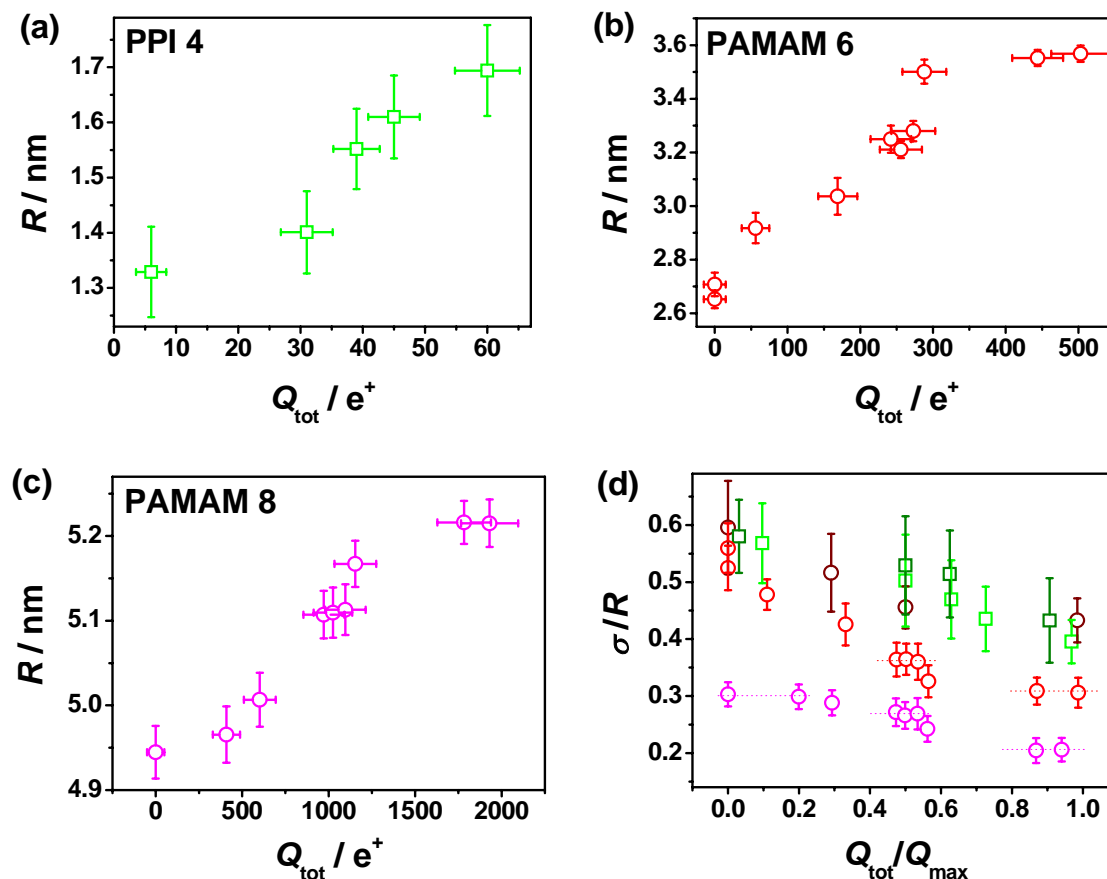 (a)
PPI 4
R / nm
1.7
1.6
1.5
1.4
1.3
0 10 20 30 40 50 60
Qtot / e+
(b)
PAMAM 6
R / nm
3.6
3.4
3.2
3.0
2.8
2.6
0 100 200 300 400 500
Qtot / e+
(c)
PAMAM 8
R / nm
5.2
5.1
5.0
4.9
0 500 1000 1500 2000
Qtot / e+
(d)
σ/R
0.6
0.5
0.4
0.3
0.2
0.0 0.2 0.4 0.6 0.8 1.0
Qtot/Qmax